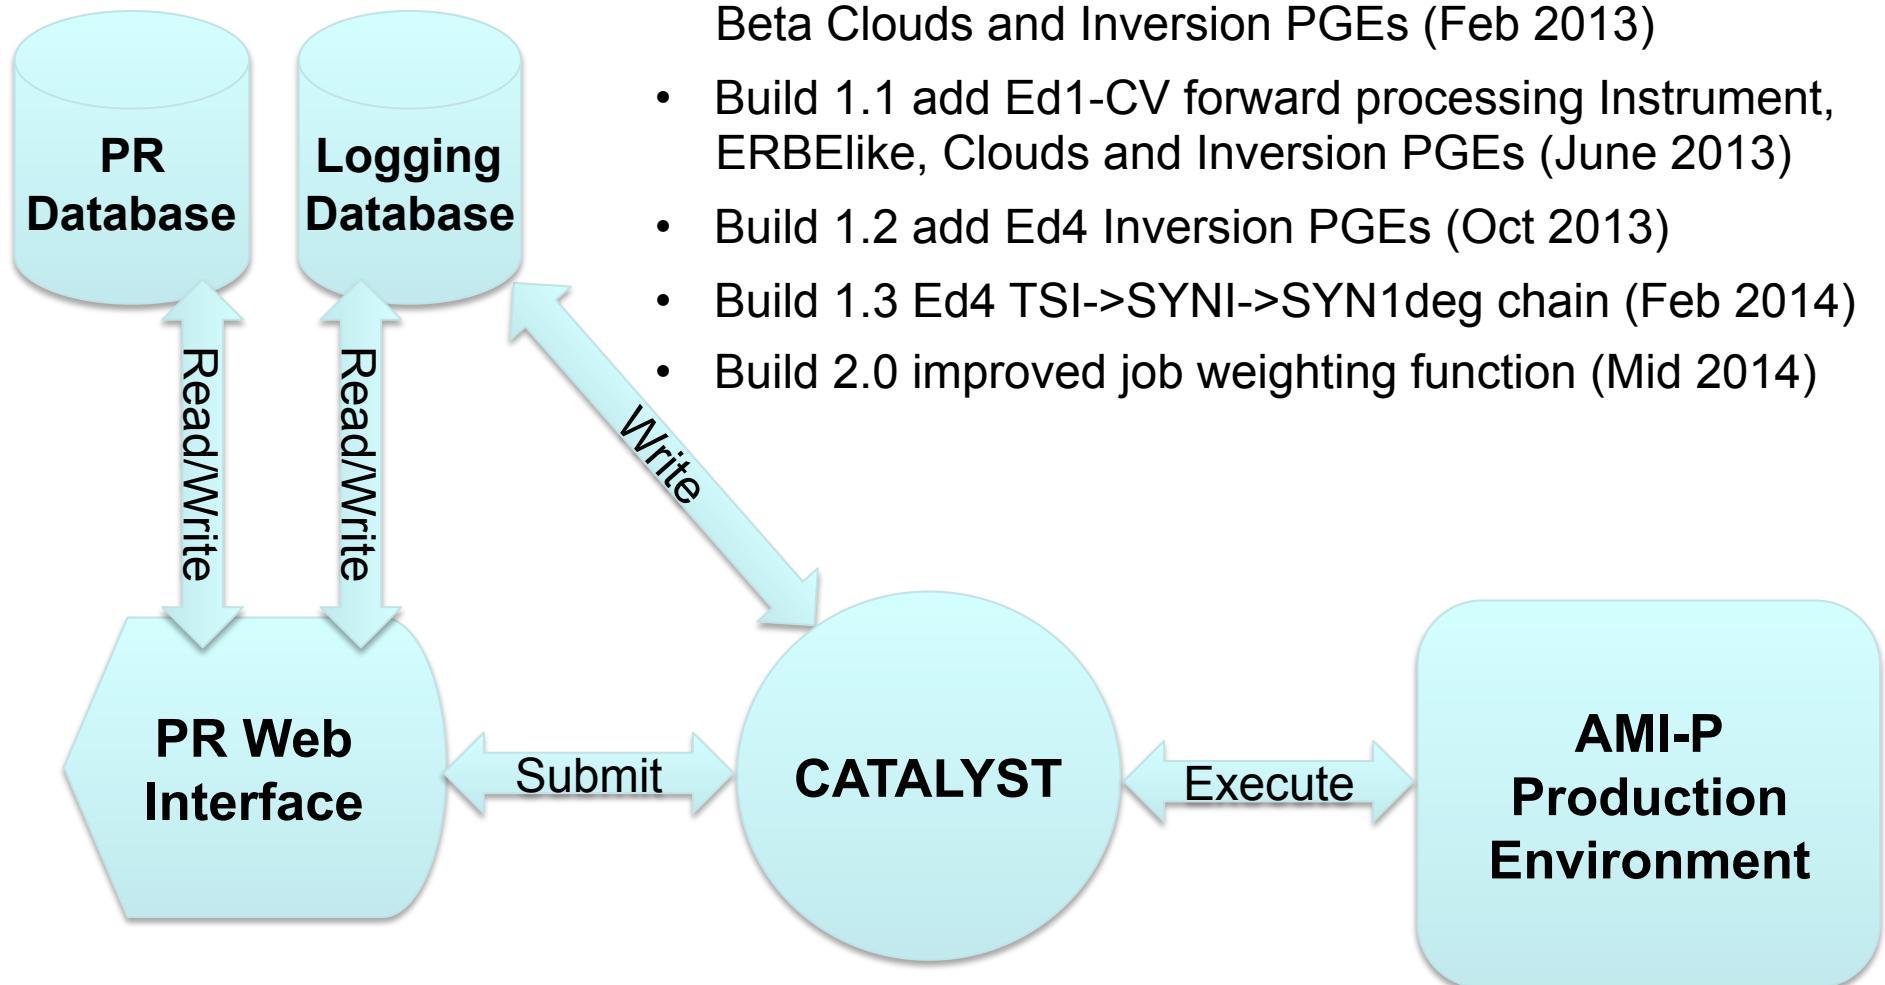 Beta Clouds and Inversion PGEs (Feb 2013)
• Build 1.1 add Ed1-CV forward processing Instrument,
ERBElike, Clouds and Inversion PGEs (June 2013)
• Build 1.2 add Ed4 Inversion PGEs (Oct 2013)
• Build 1.3 Ed4 TSI->SYNI->SYN1deg chain (Feb 2014)
• Build 2.0 improved job weighting function (Mid 2014)
PR
Database
Logging
Database
Read/Write
Read/Write
Write
PR Web
Interface
Submit
CATALYST
Execute
AMI-P
Production
Environment